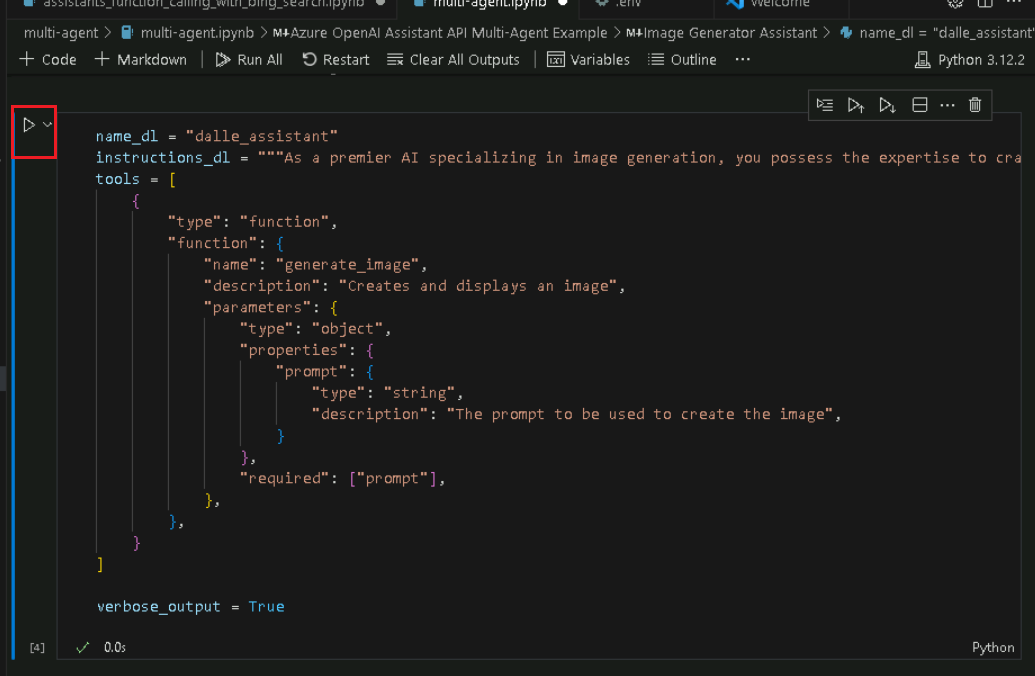 assistants_function_calling_with_bing_search.ipynb multi-agent.ipynb .env Welcome
multi-agent > multi-agent.ipynb > M↓Azure OpenAI Assistant API Multi-Agent Example > M↓Image Generator Assistant > name_dl = "dalle_assistant"
+ Code + Markdown | Run All Restart Clear All Outputs | Variables Outline ... Python 3.12.2
name_dl = "dalle_assistant"
instructions_dl = """As a premier AI specializing in image generation, you possess the expertise to cra
tools = [
{
"type": "function",
"function": {
"name": "generate_image",
"description": "Creates and displays an image",
"parameters": {
"type": "object",
"properties": {
"prompt": {
"type": "string",
"description": "The prompt to be used to create the image",
}
},
"required": ["prompt"],
},
},
}
]
verbose_output = True
[4] ✓ 0.0s Python